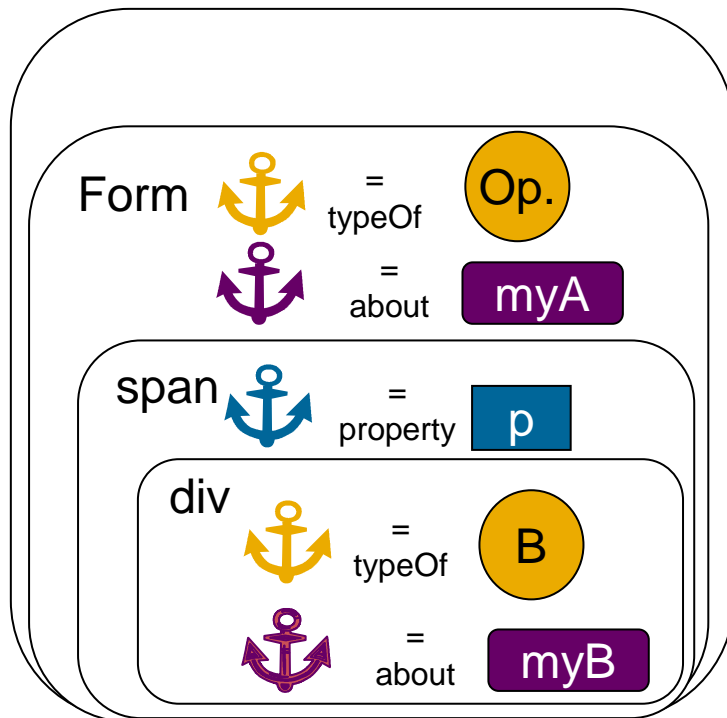 Form = typeOf Op.
= about myA
span = property p
div = typeOf B
= about myB